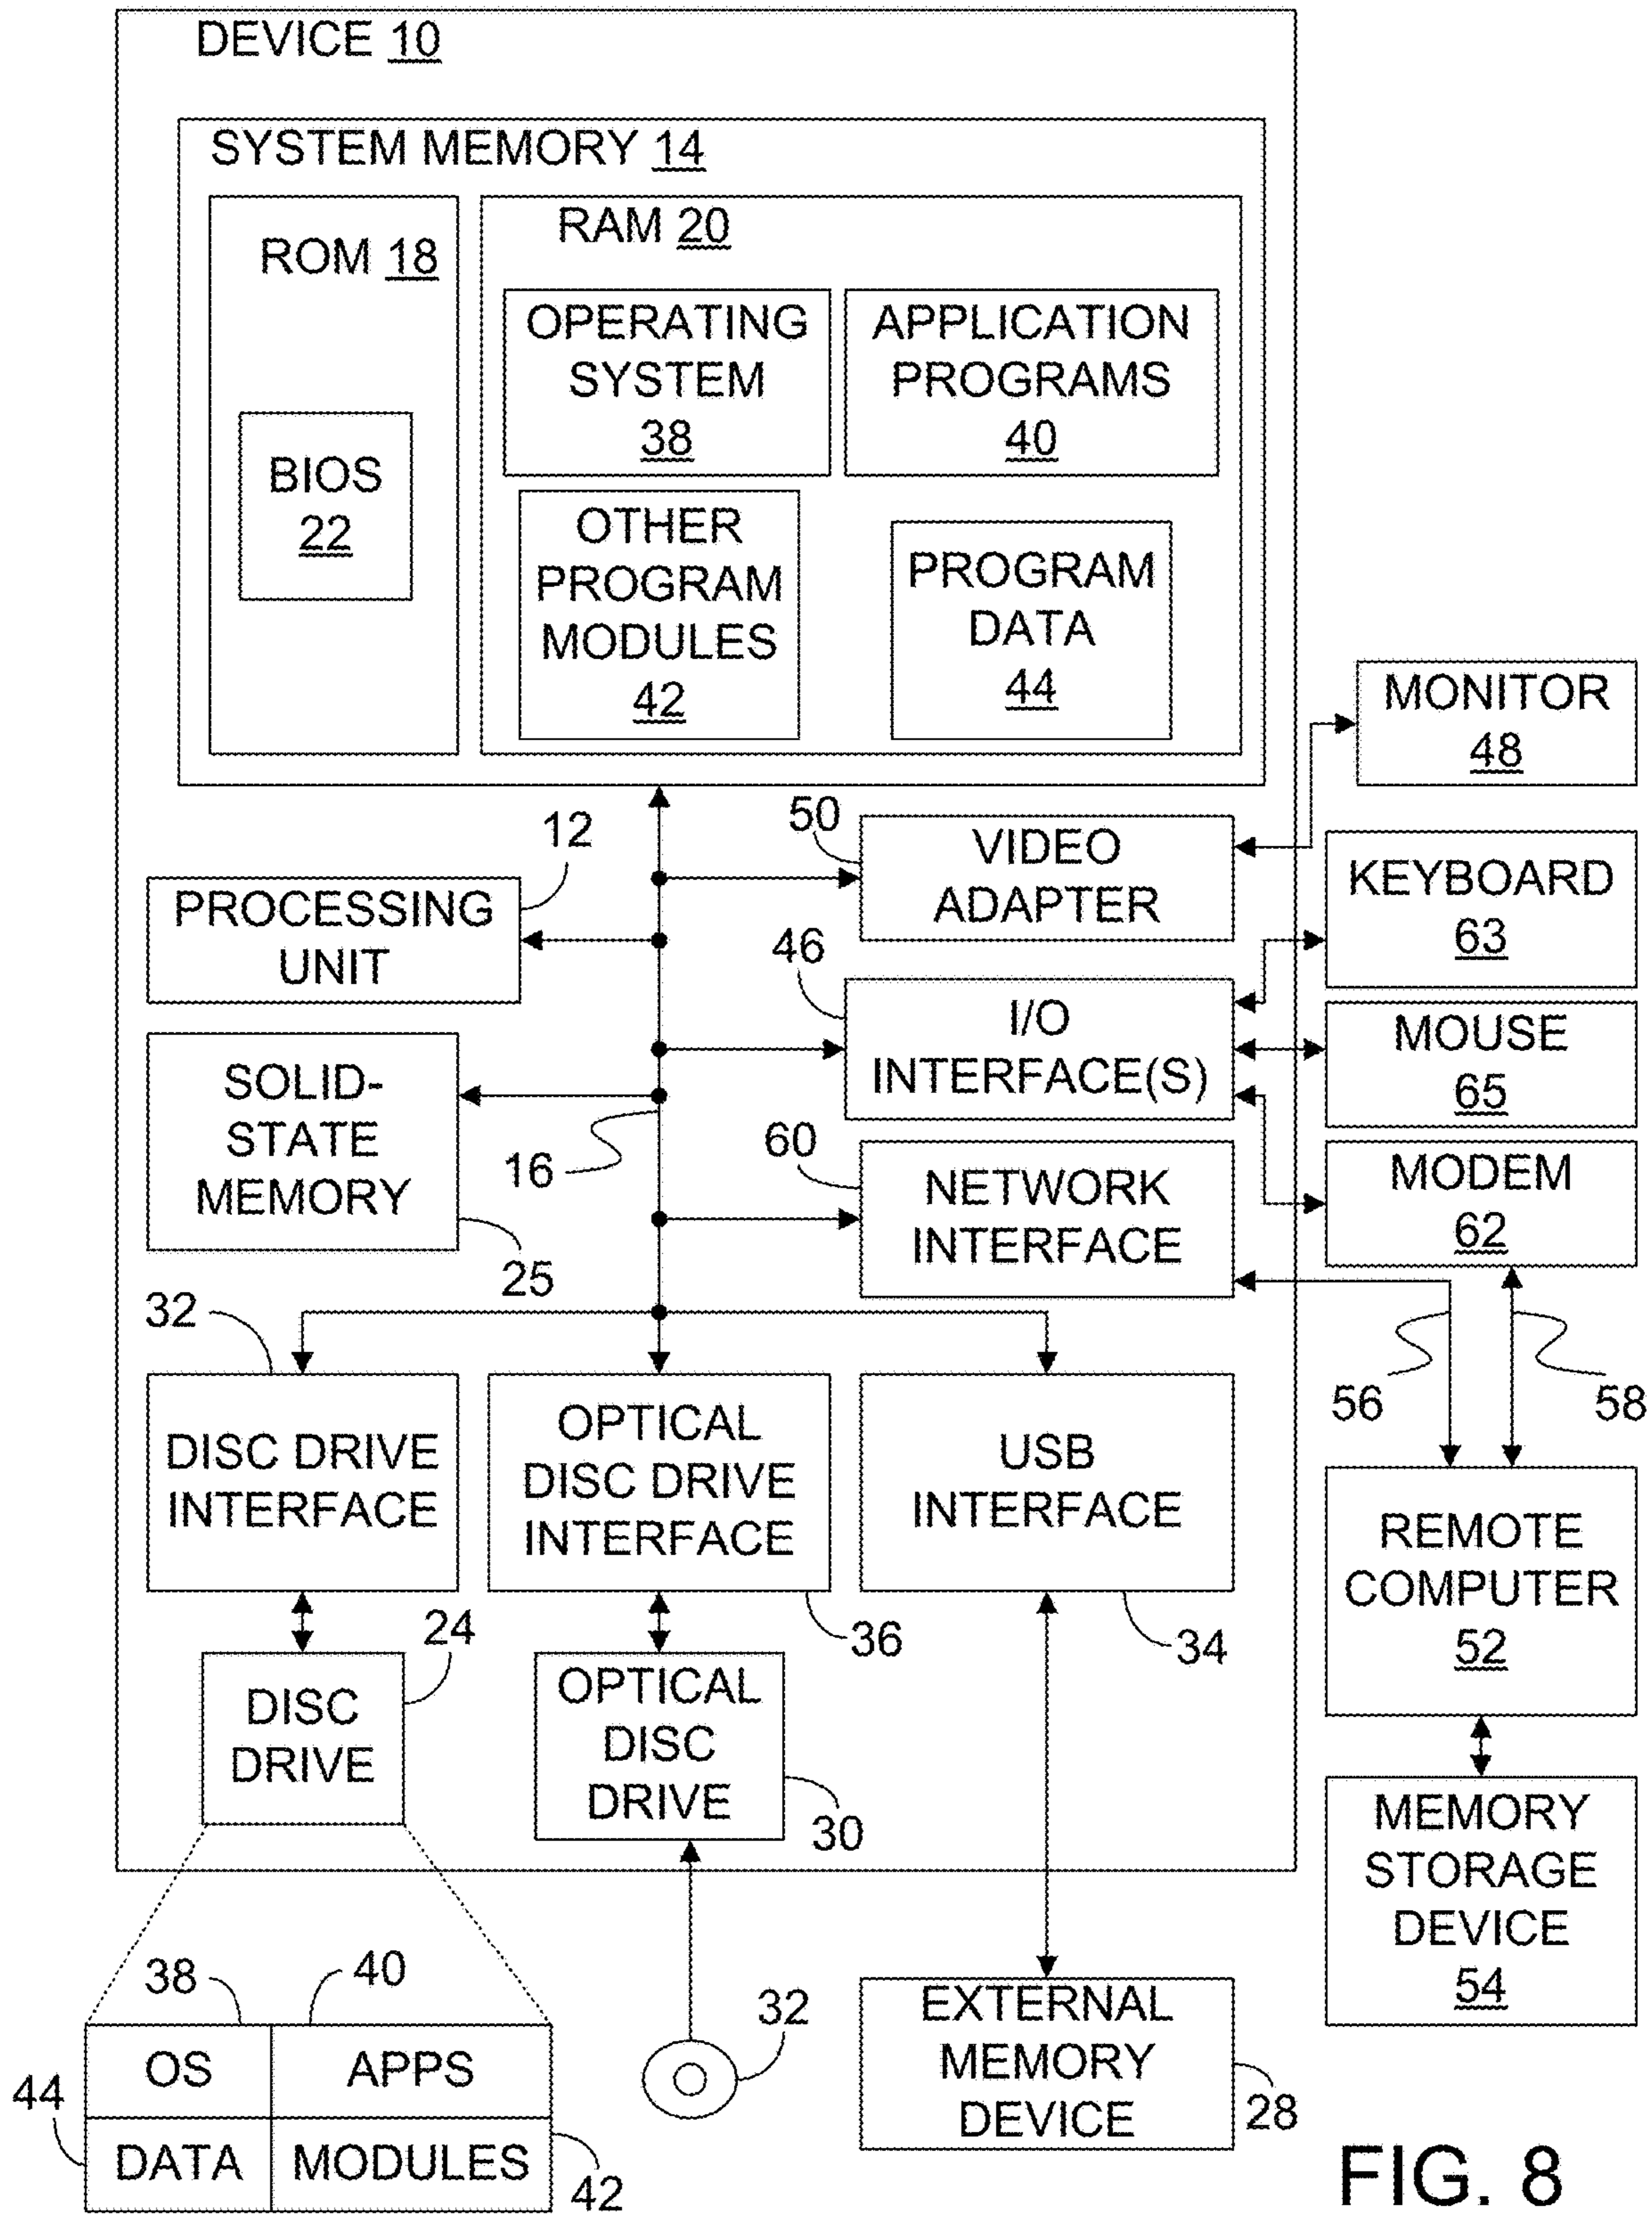 DEVICE 10
SYSTEM MEMORY 14
ROM 18
BIOS
22
RAM 20
OPERATING
SYSTEM
38
APPLICATION
PROGRAMS
40
OTHER
PROGRAM
MODULES
42
PROGRAM
DATA
44
MONITOR
48
12
PROCESSING
UNIT
50
VIDEO
ADAPTER
KEYBOARD
63
46
I/O
INTERFACE(S)
MOUSE
65
SOLID-
STATE
MEMORY
25
16
60
NETWORK
INTERFACE
MODEM
62
56
58
32
DISC DRIVE
INTERFACE
OPTICAL
DISC DRIVE
INTERFACE
36
USB
INTERFACE
34
REMOTE
COMPUTER
52
24
DISC
DRIVE
OPTICAL
DISC
DRIVE
30
MEMORY
STORAGE
DEVICE
54
38
40
OS
APPS
44
DATA
MODULES
42
32
EXTERNAL
MEMORY
DEVICE
28
FIG. 8